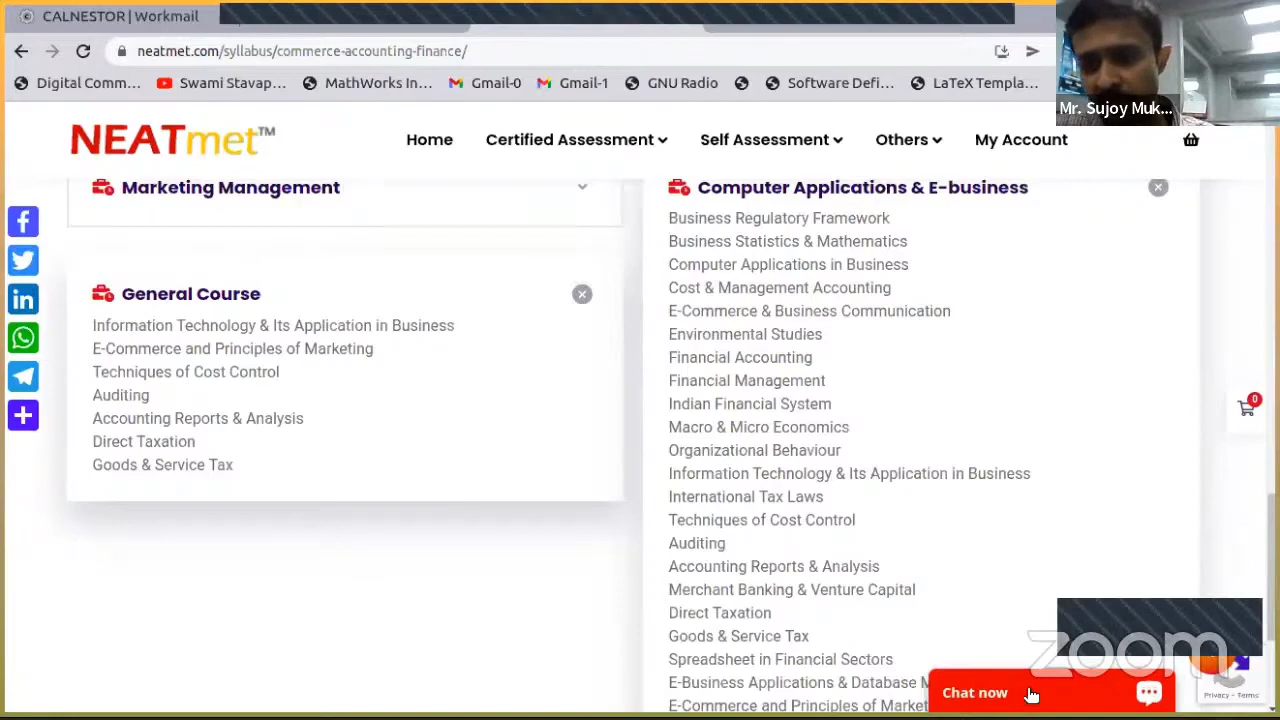 CALNESTOR | Workmail
neatmet.com/syllabus/commerce-accounting-finance/
Digital Comm... Swami Stavap... MathWorks In... Gmail-0 Gmail-1 GNU Radio Software Defi... LaTeX Templa...
Mr. Sujoy Muk...
NEATmet™ Home Certified Assessment Self Assessment Others My Account
Marketing Management
General Course
Information Technology & Its Application in Business
E-Commerce and Principles of Marketing
Techniques of Cost Control
Auditing
Accounting Reports & Analysis
Direct Taxation
Goods & Service Tax
Computer Applications & E-business
Business Regulatory Framework
Business Statistics & Mathematics
Computer Applications in Business
Cost & Management Accounting
E-Commerce & Business Communication
Environmental Studies
Financial Accounting
Financial Management
Indian Financial System
Macro & Micro Economics
Organizational Behaviour
Information Technology & Its Application in Business
International Tax Laws
Techniques of Cost Control
Auditing
Accounting Reports & Analysis
Merchant Banking & Venture Capital
Direct Taxation
Goods & Service Tax
Spreadsheet in Financial Sectors
E-Business Applications & Database
E-Commerce and Principles of
0
zoom
Chat now
Privacy - Terms